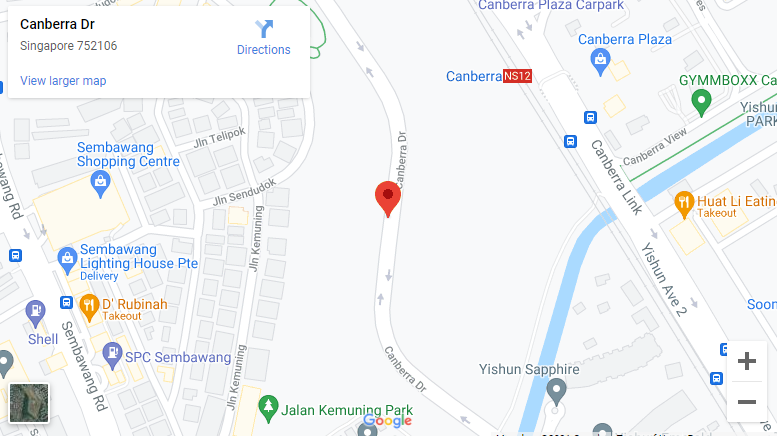 Canberra Dr
Singapore 752106
Directions
View larger map
Canberra Plaza Carpark
Canberra Plaza
Canberra NS12
GYMMBOXX Ca
Yishun
PARK
Canberra View
Jln Telipok
Sembawang
Shopping Centre
Jln Sendudok
Canberra Dr
Canberra Link
Huat Li Eating
Takeout
Jln Kemuning
Sembawang
Lighting House Pte
Delivery
Yishun Ave 2
D' Rubinah
Takeout
Soon
Shell
Sembawang Rd
SPC Sembawang
Jln Kemuning
Canberra Dr
Yishun Sapphire
Jalan Kemuning Park
Google